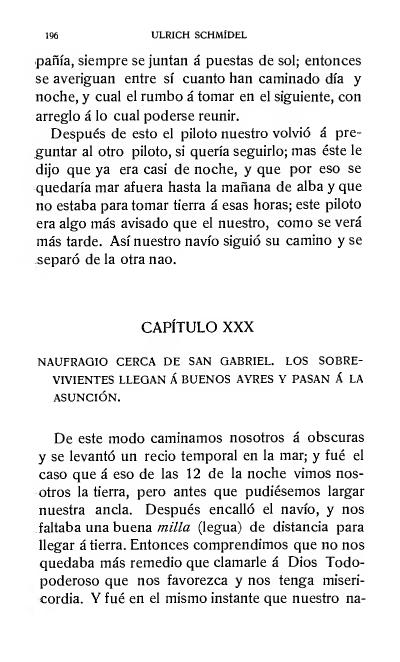 196 ULRICH SCHMÍDEL
pañía, siempre se juntan á puestas de sol; entonces
se averiguan entre sí cuanto han caminado día y
noche, y cual el rumbo á tomar en el siguiente, con
arreglo á lo cual poderse reunir.
Después de esto el piloto nuestro volvió á pre-
guntar al otro piloto, si quería seguirlo; mas éste le
dijo que ya era casi de noche, y que por eso se
quedaría mar afuera hasta la mañana de alba y que
no estaba para tomar tierra á esas horas; este piloto
era algo más avisado que el nuestro, como se verá
más tarde. Así nuestro navío siguió su camino y se
separó de la otra nao.
CAPÍTULO XXX
NAUFRAGIO CERCA DE SAN GABRIEL. LOS SOBRE-
VIVIENTES LLEGAN Á BUENOS AYRES Y PASAN Á LA
ASUNCIÓN.
De este modo caminamos nosotros á obscuras
y se levantó un recio temporal en la mar; y fué el
caso que á eso de las 12 de la noche vimos nos-
otros la tierra, pero antes que pudiésemos largar
nuestra ancla. Después encalló el navío, y nos
faltaba una buena milla (legua) de distancia para
llegar á tierra. Entonces comprendimos que no nos
quedaba más remedio que clamarle á Dios Todo-
poderoso que nos favorezca y nos tenga miseri-
cordia. Y fué en el mismo instante que nuestro na-